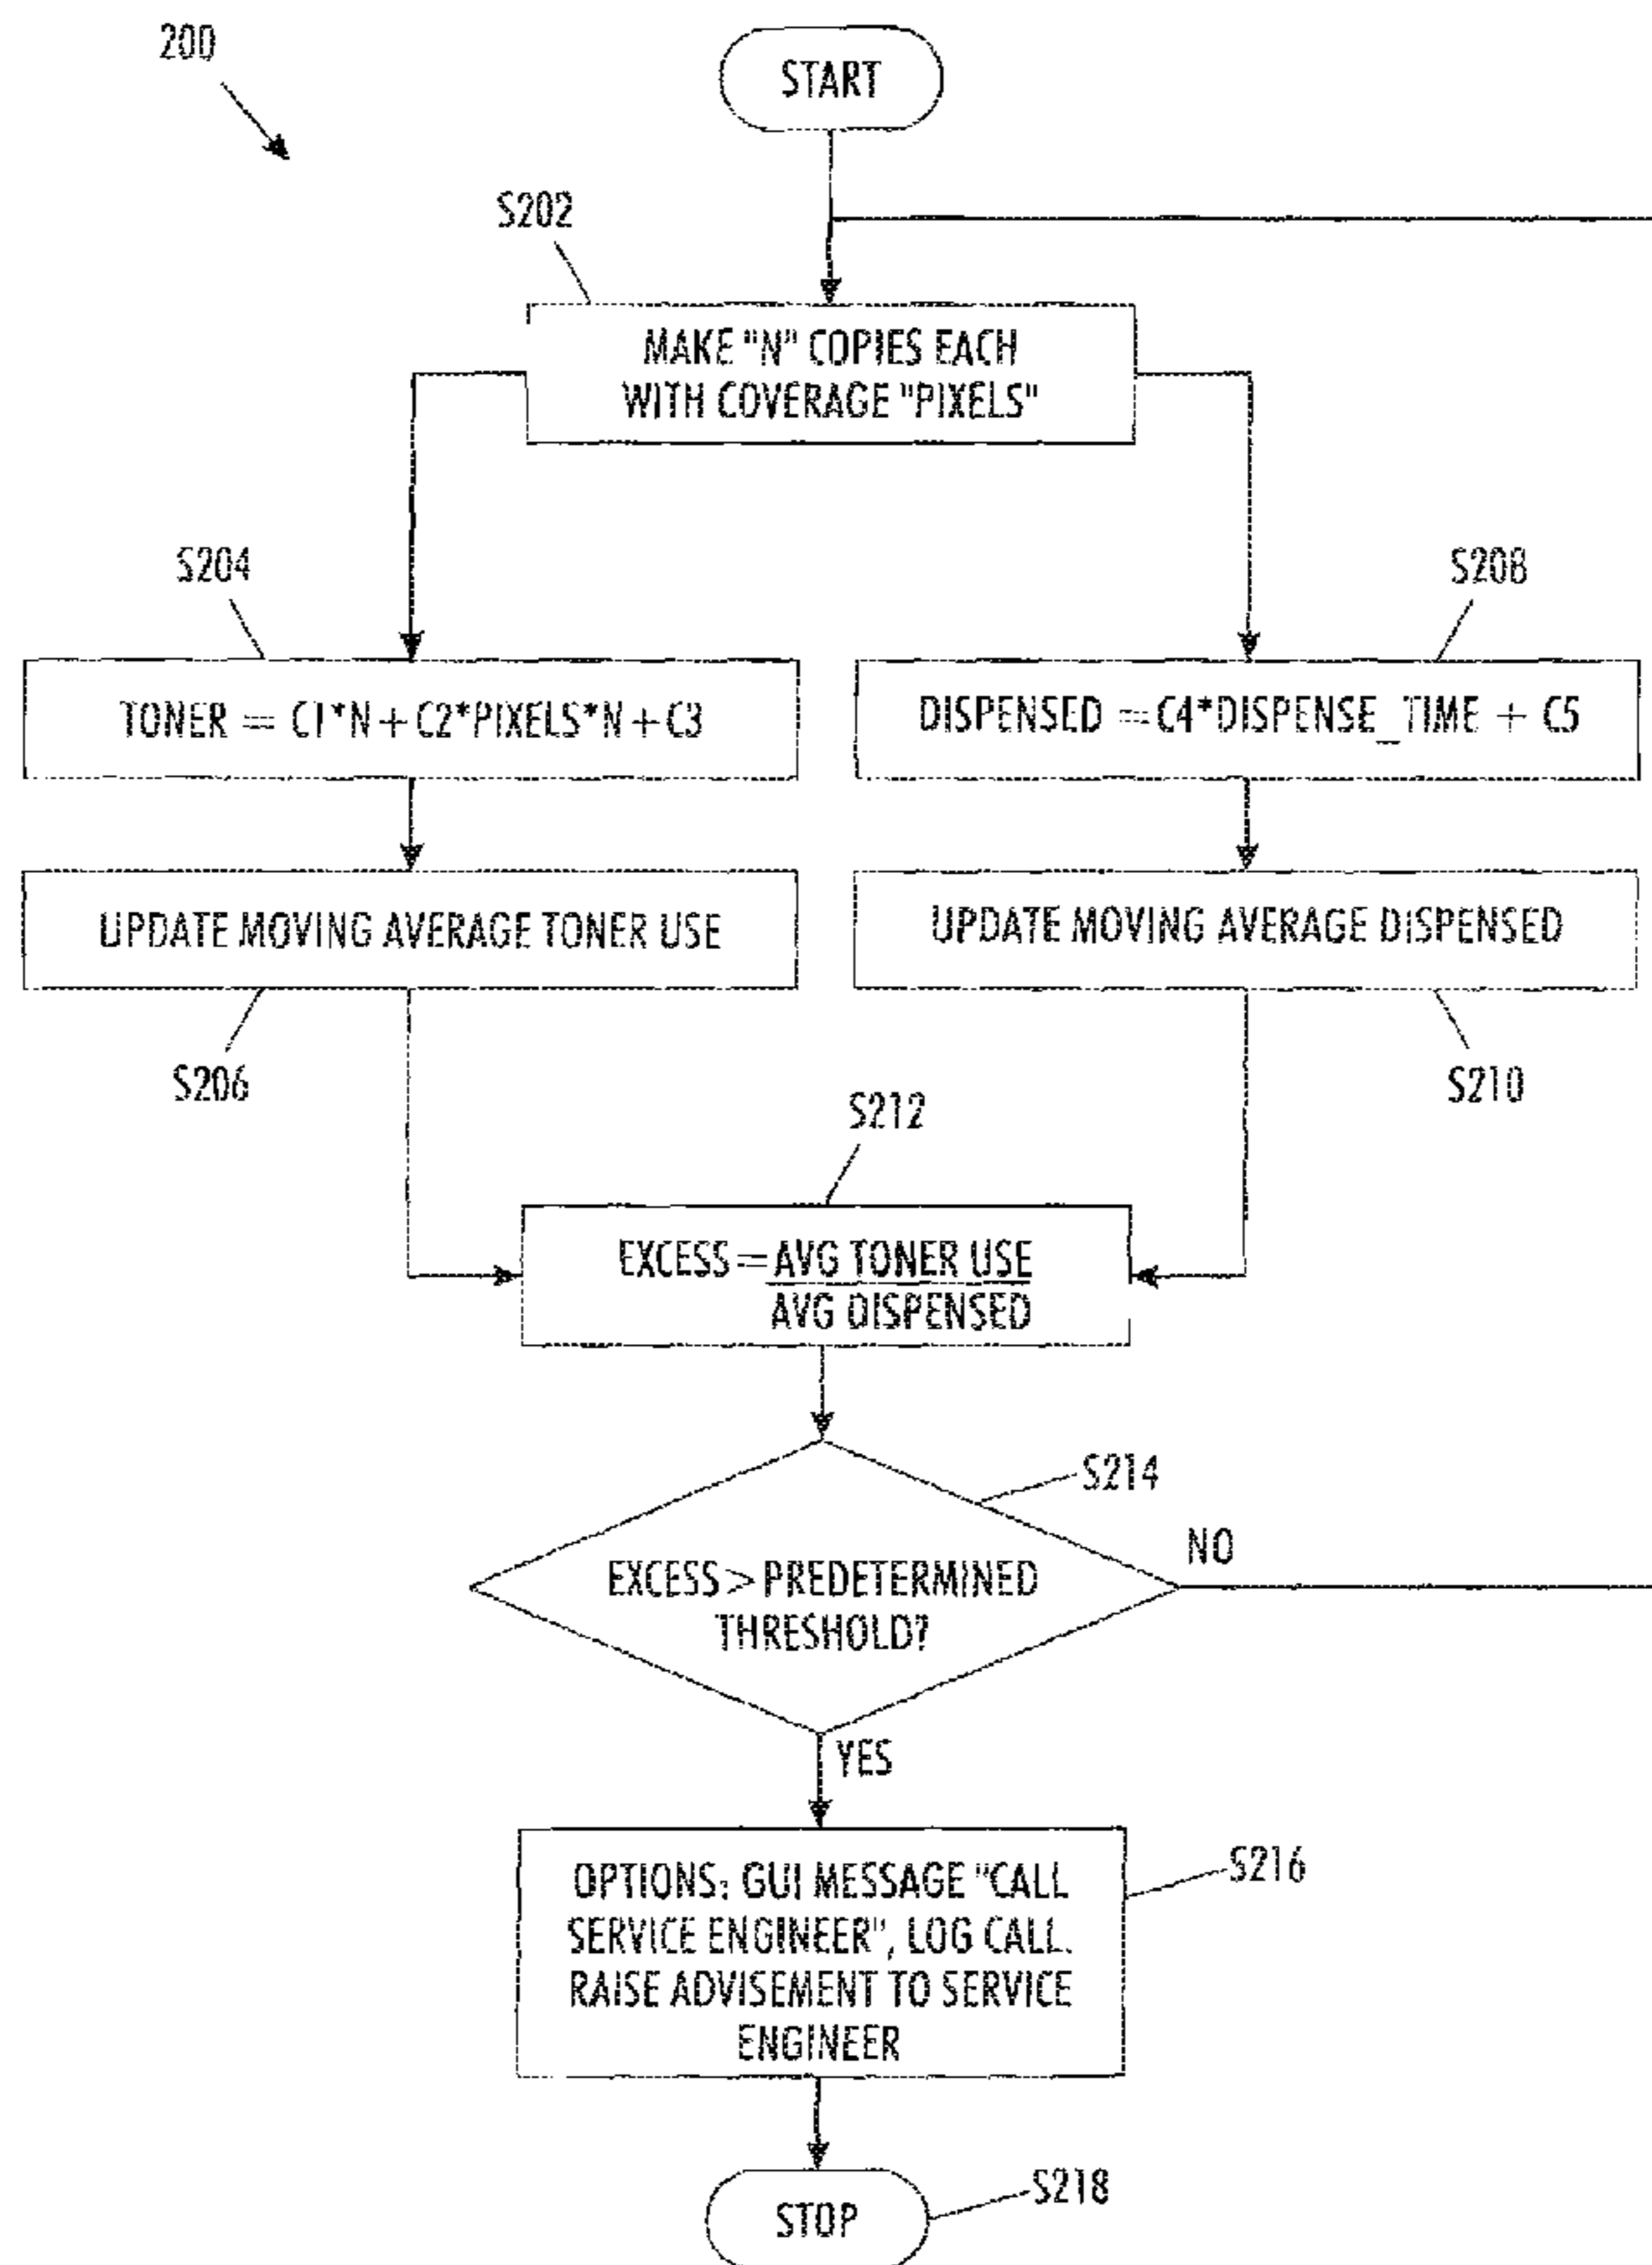 200
START
S202
MAKE "N" COPIES EACH
WITH COVERAGE "PIXELS"
S204
S208
TONER = C1*N + C2*PIXELS*N + C3
DISPENSED = C4*DISPENSE_TIME + C5
UPDATE MOVING AVERAGE TONER USE
UPDATE MOVING AVERAGE DISPENSED
S206
S210
S212
EXCESS = AVG TONER USE
AVG DISPENSED
S214
NO
EXCESS > PREDETERMINED
THRESHOLD?
YES
S216
OPTIONS: GUI MESSAGE "CALL
SERVICE ENGINEER", LOG CALL.
RAISE ADVISEMENT TO SERVICE
ENGINEER
S218
STOP